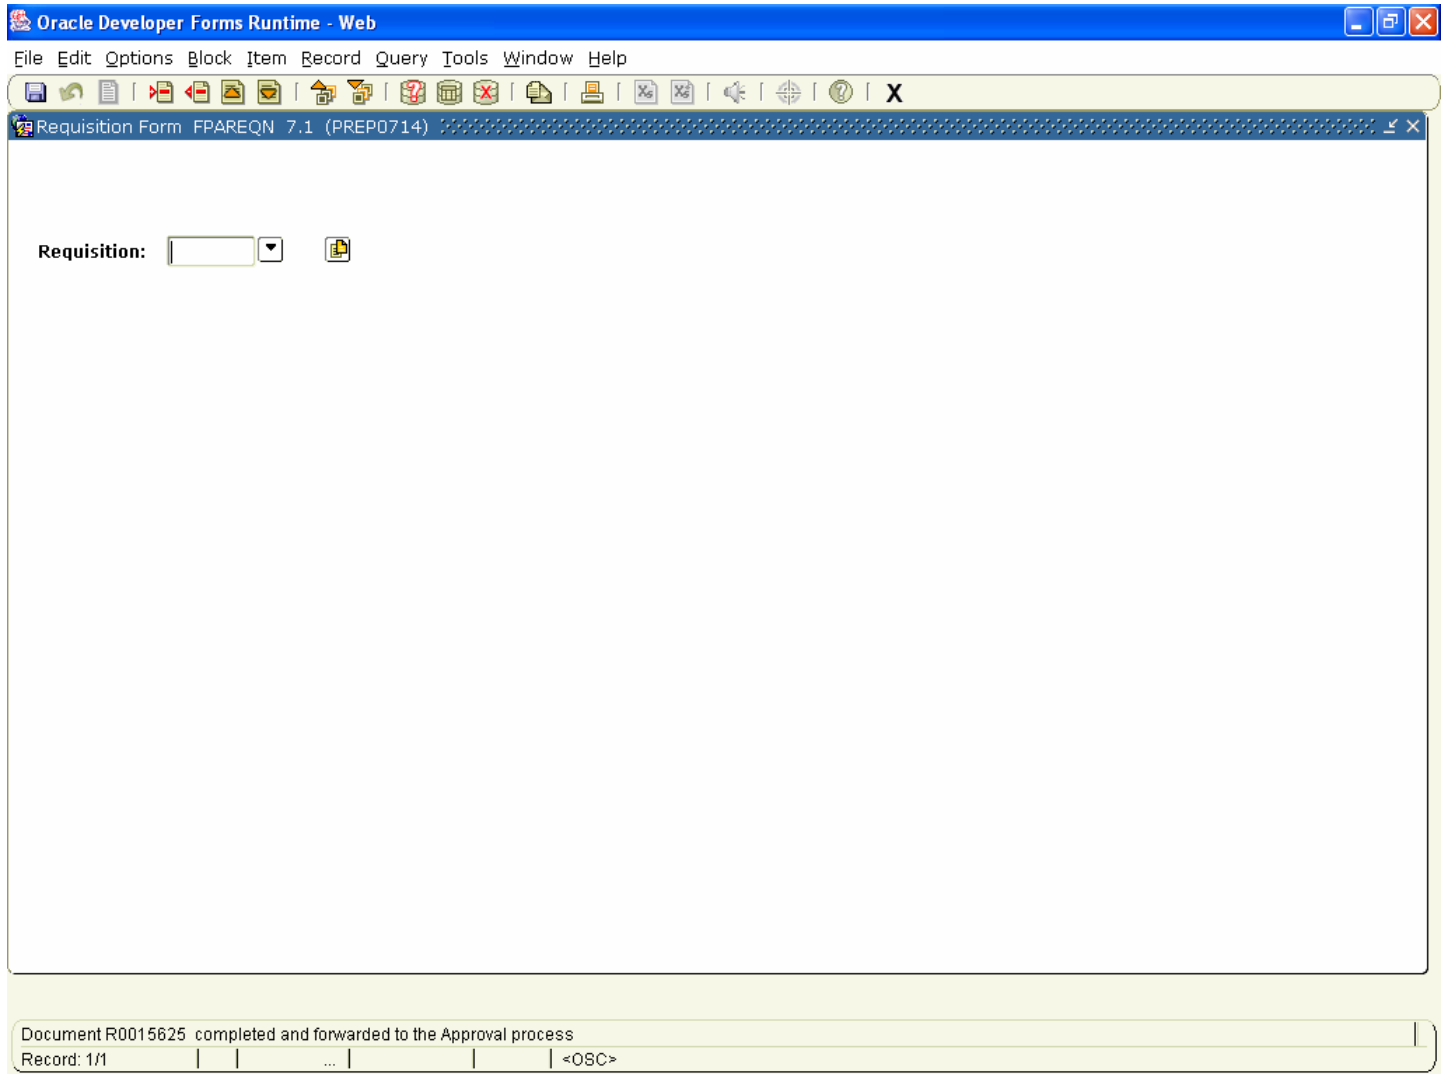 Oracle Developer Forms Runtime - Web
File Edit Options Block Item Record Query Tools Window Help
X
Requisition Form FPAREQN 7.1 (PREP0714)
Requisition:
Document R0015625 completed and forwarded to the Approval process
Record: 1/1 ... <OSC>